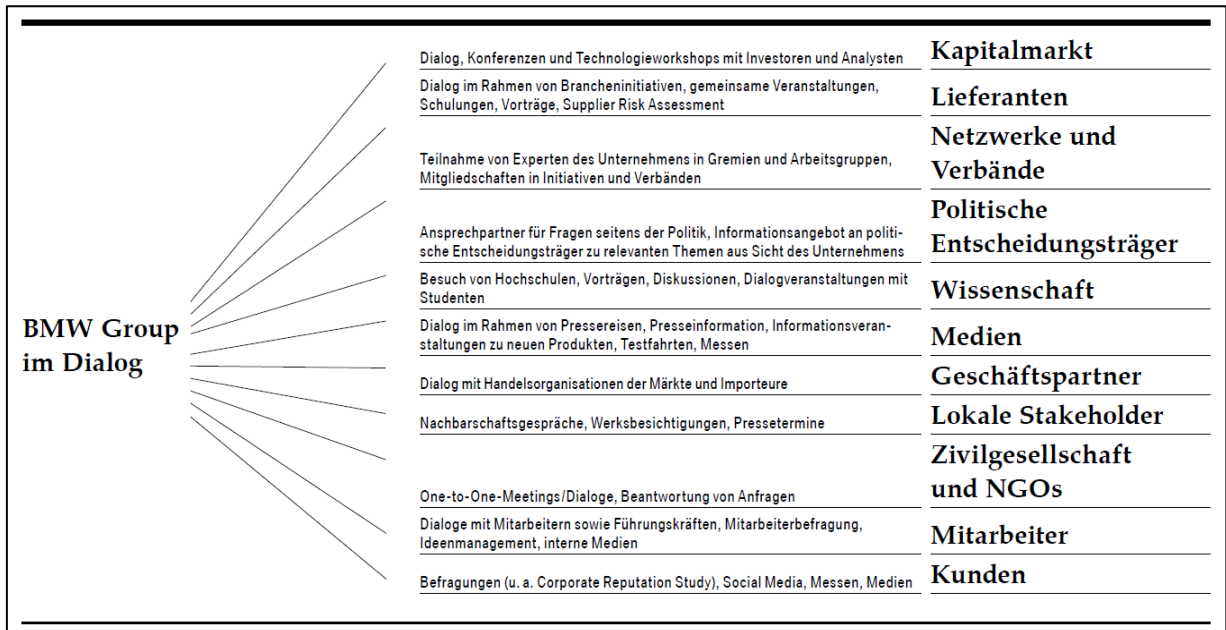 Dialog, Konferenzen und Technologieworkshops mit Investoren und Analysten
Kapitalmarkt
Dialog im Rahmen von Brancheninitiativen, gemeinsame Veranstaltungen,
Schulungen, Vorträge, Supplier Risk Assessment
Lieferanten
Teilnahme von Experten des Unternehmens in Gremien und Arbeitsgruppen,
Mitgliedschaften in Initiativen und Verbänden
Netzwerke und
Verbände
Ansprechpartner für Fragen seitens der Politik, Informationsangebot an politi-
sche Entscheidungsträger zu relevanten Themen aus Sicht des Unternehmens
Politische
Entscheidungsträger
Besuch von Hochschulen, Vorträgen, Diskussionen, Dialogveranstaltungen mit
Studenten
Wissenschaft
BMW Group
im Dialog
Dialog im Rahmen von Pressereisen, Presseinformation, Informationsveran-
staltungen zu neuen Produkten, Testfahrten, Messen
Medien
Dialog mit Handelsorganisationen der Märkte und Importeure
Geschäftspartner
Nachbarschaftsgespräche, Werksbesichtigungen, Pressetermine
Lokale Stakeholder
One-to-One-Meetings/Dialoge, Beantwortung von Anfragen
Zivilgesellschaft
und NGOs
Dialoge mit Mitarbeitern sowie Führungskräften, Mitarbeiterbefragung,
Ideenmanagement, interne Medien
Mitarbeiter
Befragungen (u. a. Corporate Reputation Study), Social Media, Messen, Medien
Kunden